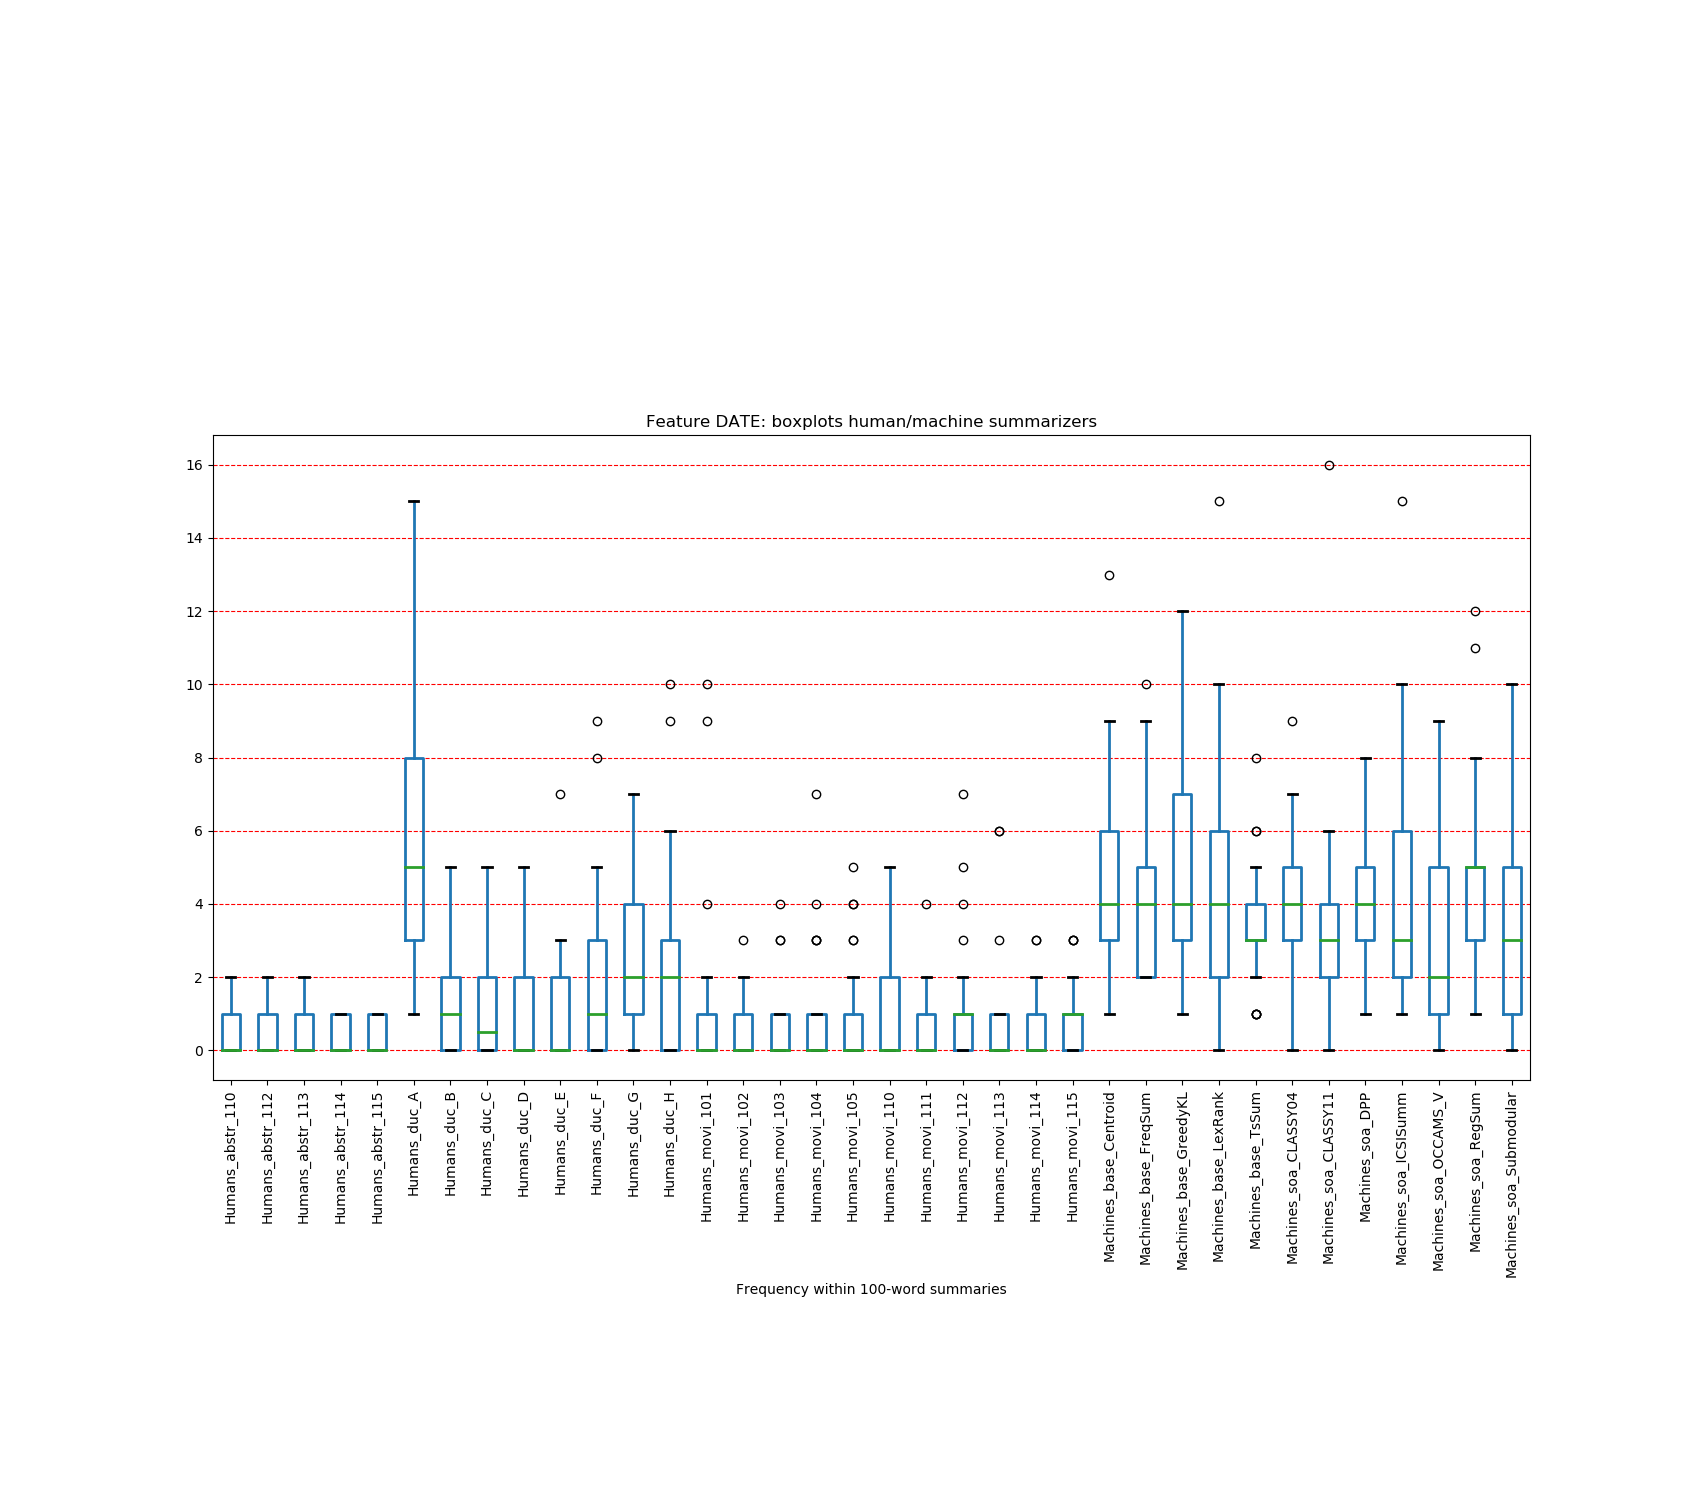 Feature DATE: boxplots human/machine summarizers
16
14
12
10
8
6
4
2
0
Humans_abstr_110
Humans_abstr_112
Humans_abstr_113
Humans_abstr_114
Humans_abstr_115
Humans_duc_A
Humans_duc_B
Humans_duc_C
Humans_duc_D
Humans_duc_E
Humans_duc_F
Humans_duc_G
Humans_duc_H
Humans_movi_101
Humans_movi_102
Humans_movi_103
Humans_movi_104
Humans_movi_105
Humans_movi_110
Humans_movi_111
Humans_movi_112
Humans_movi_113
Humans_movi_114
Humans_movi_115
Machines_base_Centroid
Machines_base_FreqSum
Machines_base_GreedyKL
Machines_base_LexRank
Machines_base_TsSum
Machines_soa_CLASSY04
Machines_soa_CLASSY11
Machines_soa_DPP
Machines_soa_ICSISumm
Machines_soa_OCCAMS_V
Machines_soa_RegSum
Machines_soa_Submodular
Frequency within 100-word summaries